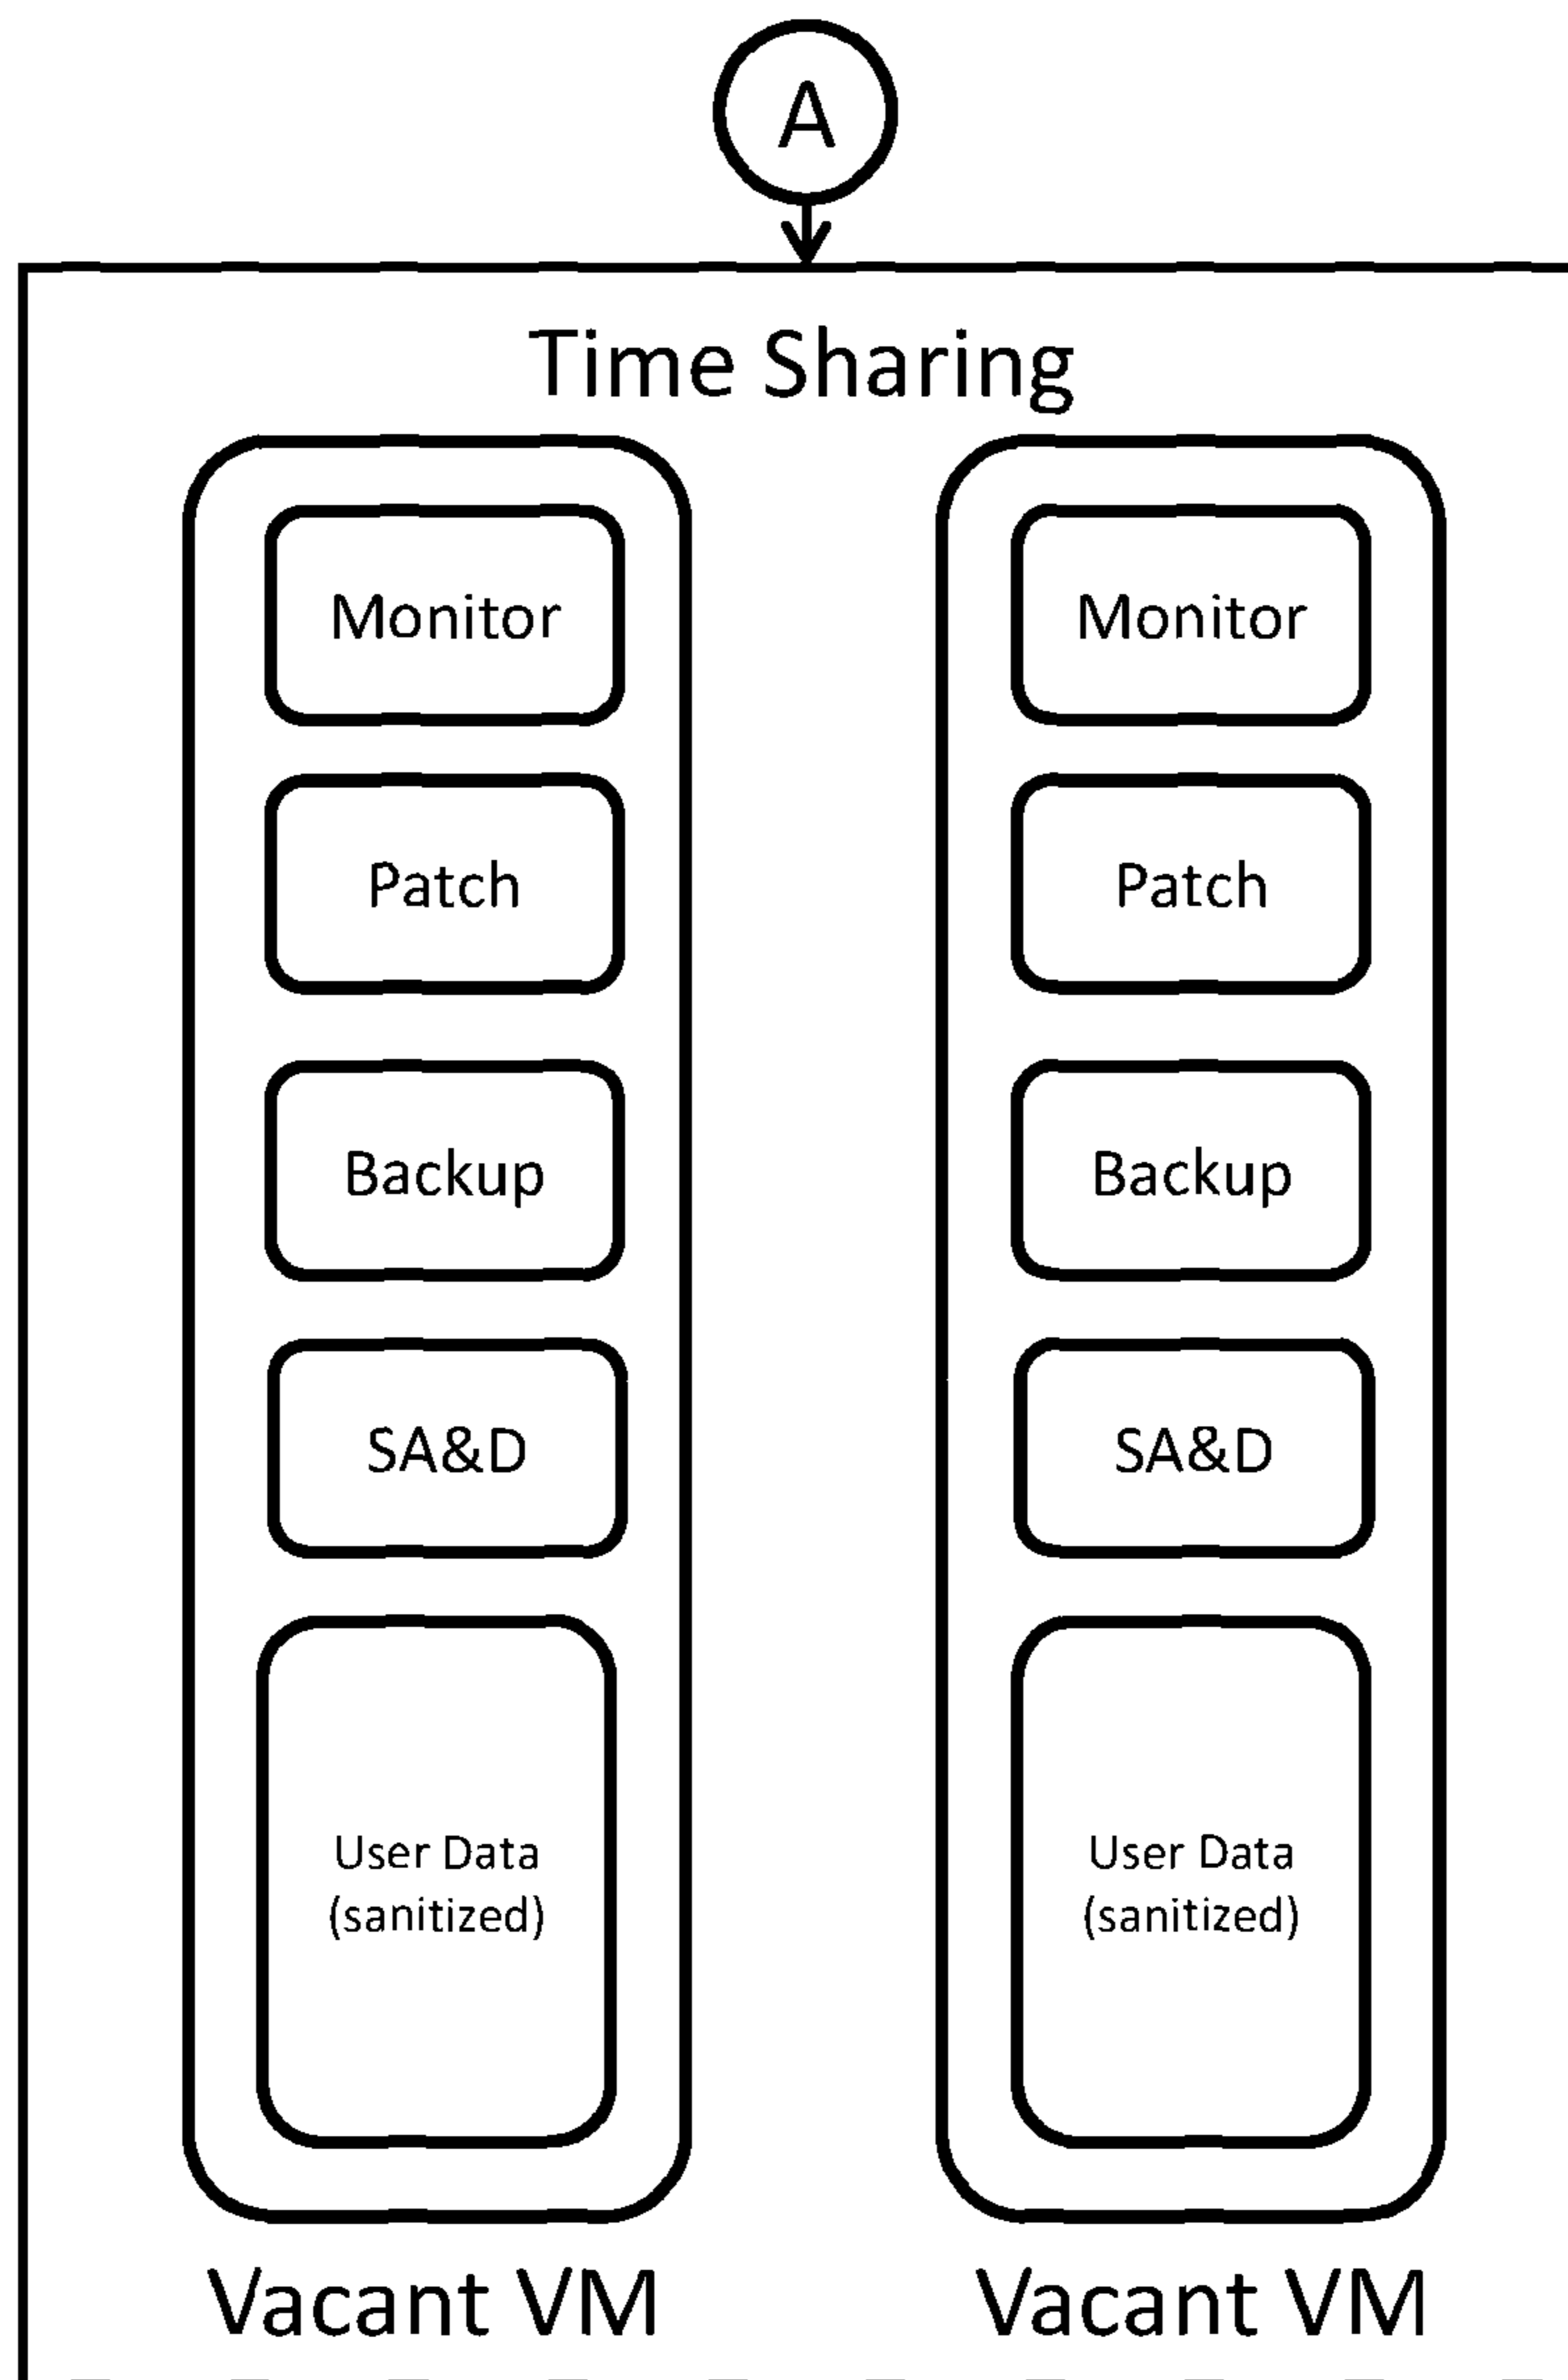 A
Time Sharing
Monitor
Patch
Backup
SA&D
User Data
(sanitized)
Vacant VM
Monitor
Patch
Backup
SA&D
User Data
(sanitized)
Vacant VM